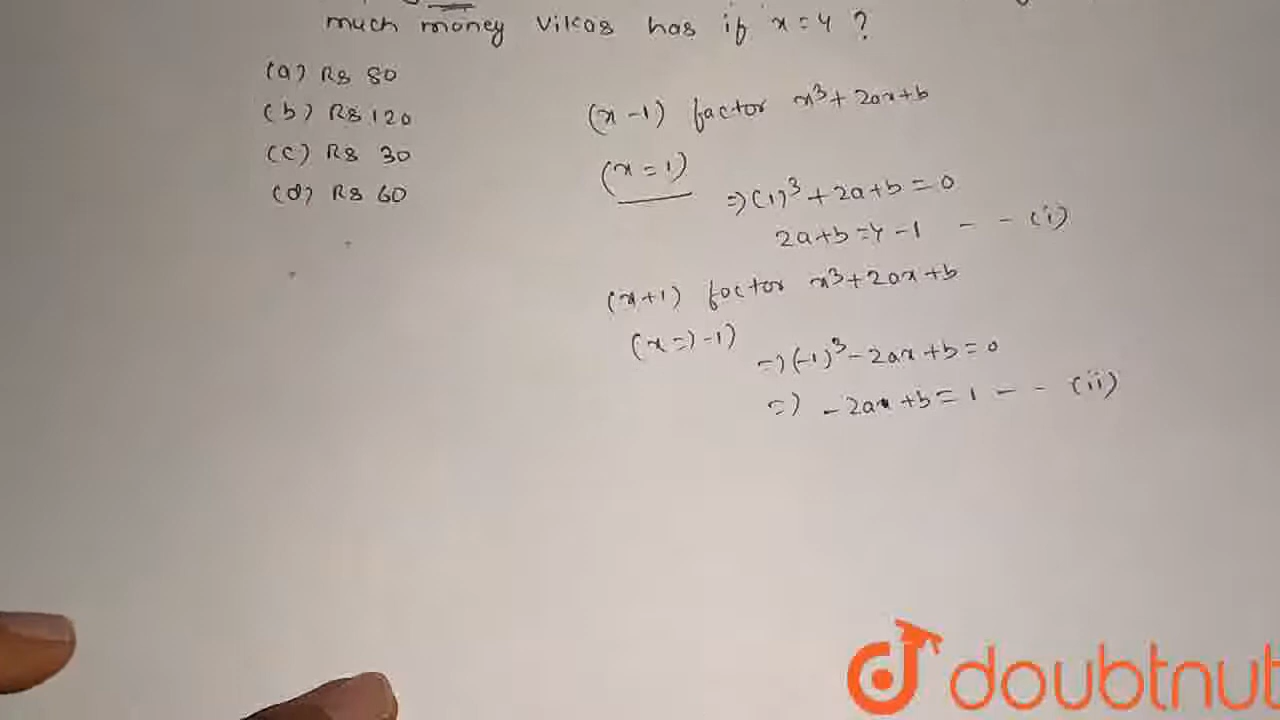 much money Vikas has if x = 4 ?
(a) Rs 80
(b) Rs 120
(c) Rs 30
(d) Rs 60
(x - 1) factor x³ + 2ax + b
(x = 1)
=> (1)³ + 2a + b = 0
2a + b = - 1 - - (i)
(x + 1) factor x³ + 2ax + b
(x => - 1)
=> (-1)³ - 2ax + b = 0
=> - 2a + b = 1 - - (ii)
doubtnut